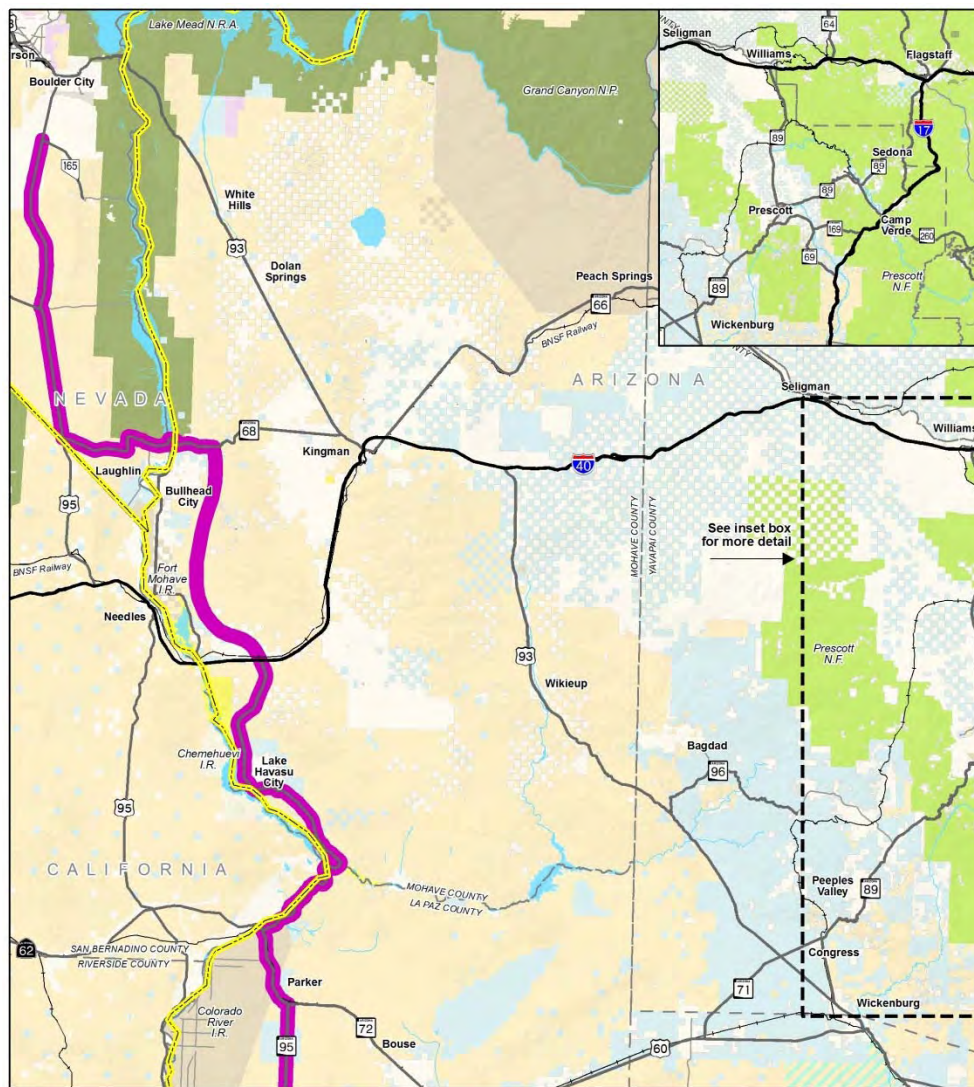 Lake Mead N.R.A.
erson
Boulder City
165
Grand Canyon N.P.
White
Hills
93
Dolan
Springs
Peach Springs
66
BNSF Railway
NEVADA
ARIZONA
68
Kingman
Laughlin
Bullhead
City
95
BNSF Railway
Fort
Mohave
I.R.
Needles
40
Seligman
Williams
MOHAVE COUNTY
YAVAPAI COUNTY
See inset box
for more detail
Prescott
N.F.
93
Wikieup
Chemehuevi
I.R.
Lake
Havasu
City
95
Bagdad
96
CALIFORNIA
MOHAVE COUNTY
LA PAZ COUNTY
Peeples
Valley
89
62
SAN BERNADINO COUNTY
RIVERSIDE COUNTY
Congress
Parker
71
Wickenburg
Colorado
River
I.R.
72
Bouse
95
60
COUNTY
64
Seligman
Williams
Flagstaff
17
89
Sedona
89
A
89
A
Prescott
Camp
Verde
169
260
69
Prescott
N.F.
89
Wickenburg
COUNTY